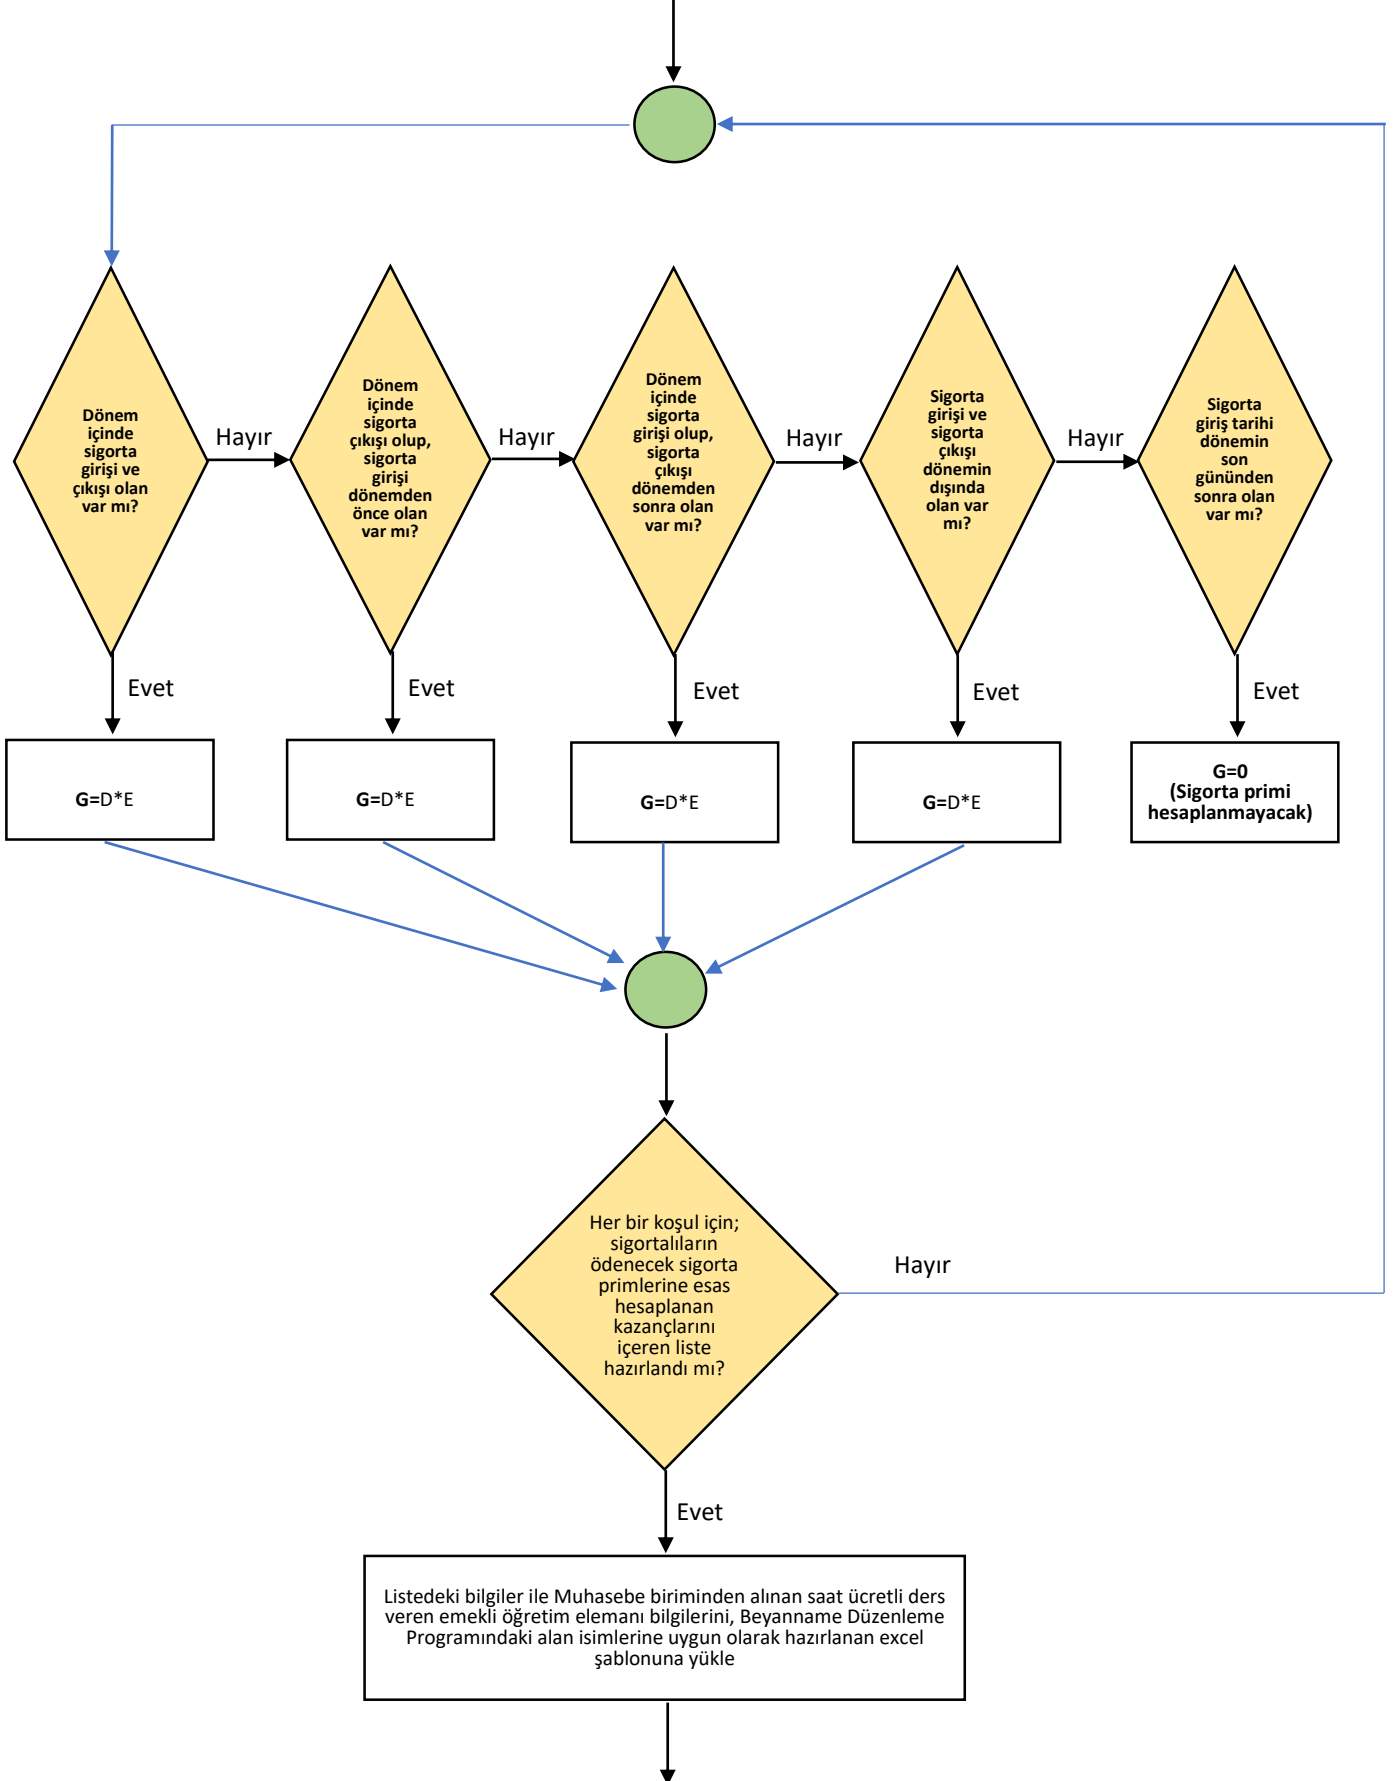 Dönem
içinde
sigorta
girişi ve
çıkışı olan
var mı?
Hayır
Dönem
içinde
sigorta
çıkışı olup,
sigorta
girişi
dönemden
önce olan
var mı?
Hayır
Dönem
içinde
sigorta
girişi olup,
sigorta
çıkışı
dönemden
sonra olan
var mı?
Hayır
Sigorta
girişi ve
sigorta
çıkışı
dönemin
dışında
olan var
mı?
Hayır
Sigorta
giriş tarihi
dönemin
son
gününden
sonra olan
var mı?
Evet
Evet
Evet
Evet
Evet
G=D*E
G=D*E
G=D*E
G=D*E
G=0
(Sigorta primi
hesaplanmayacak)
Her bir koşul için;
sigortalıların
ödenecek sigorta
primlerine esas
hesaplanan
kazançlarını
içeren liste
hazırlandı mı?
Hayır
Evet
Listedeki bilgiler ile Muhasebe biriminden alınan saat ücretli ders
veren emekli öğretim elemanı bilgilerini, Beyanname Düzenleme
Programındaki alan isimlerine uygun olarak hazırlanan excel
şablonuna yükle